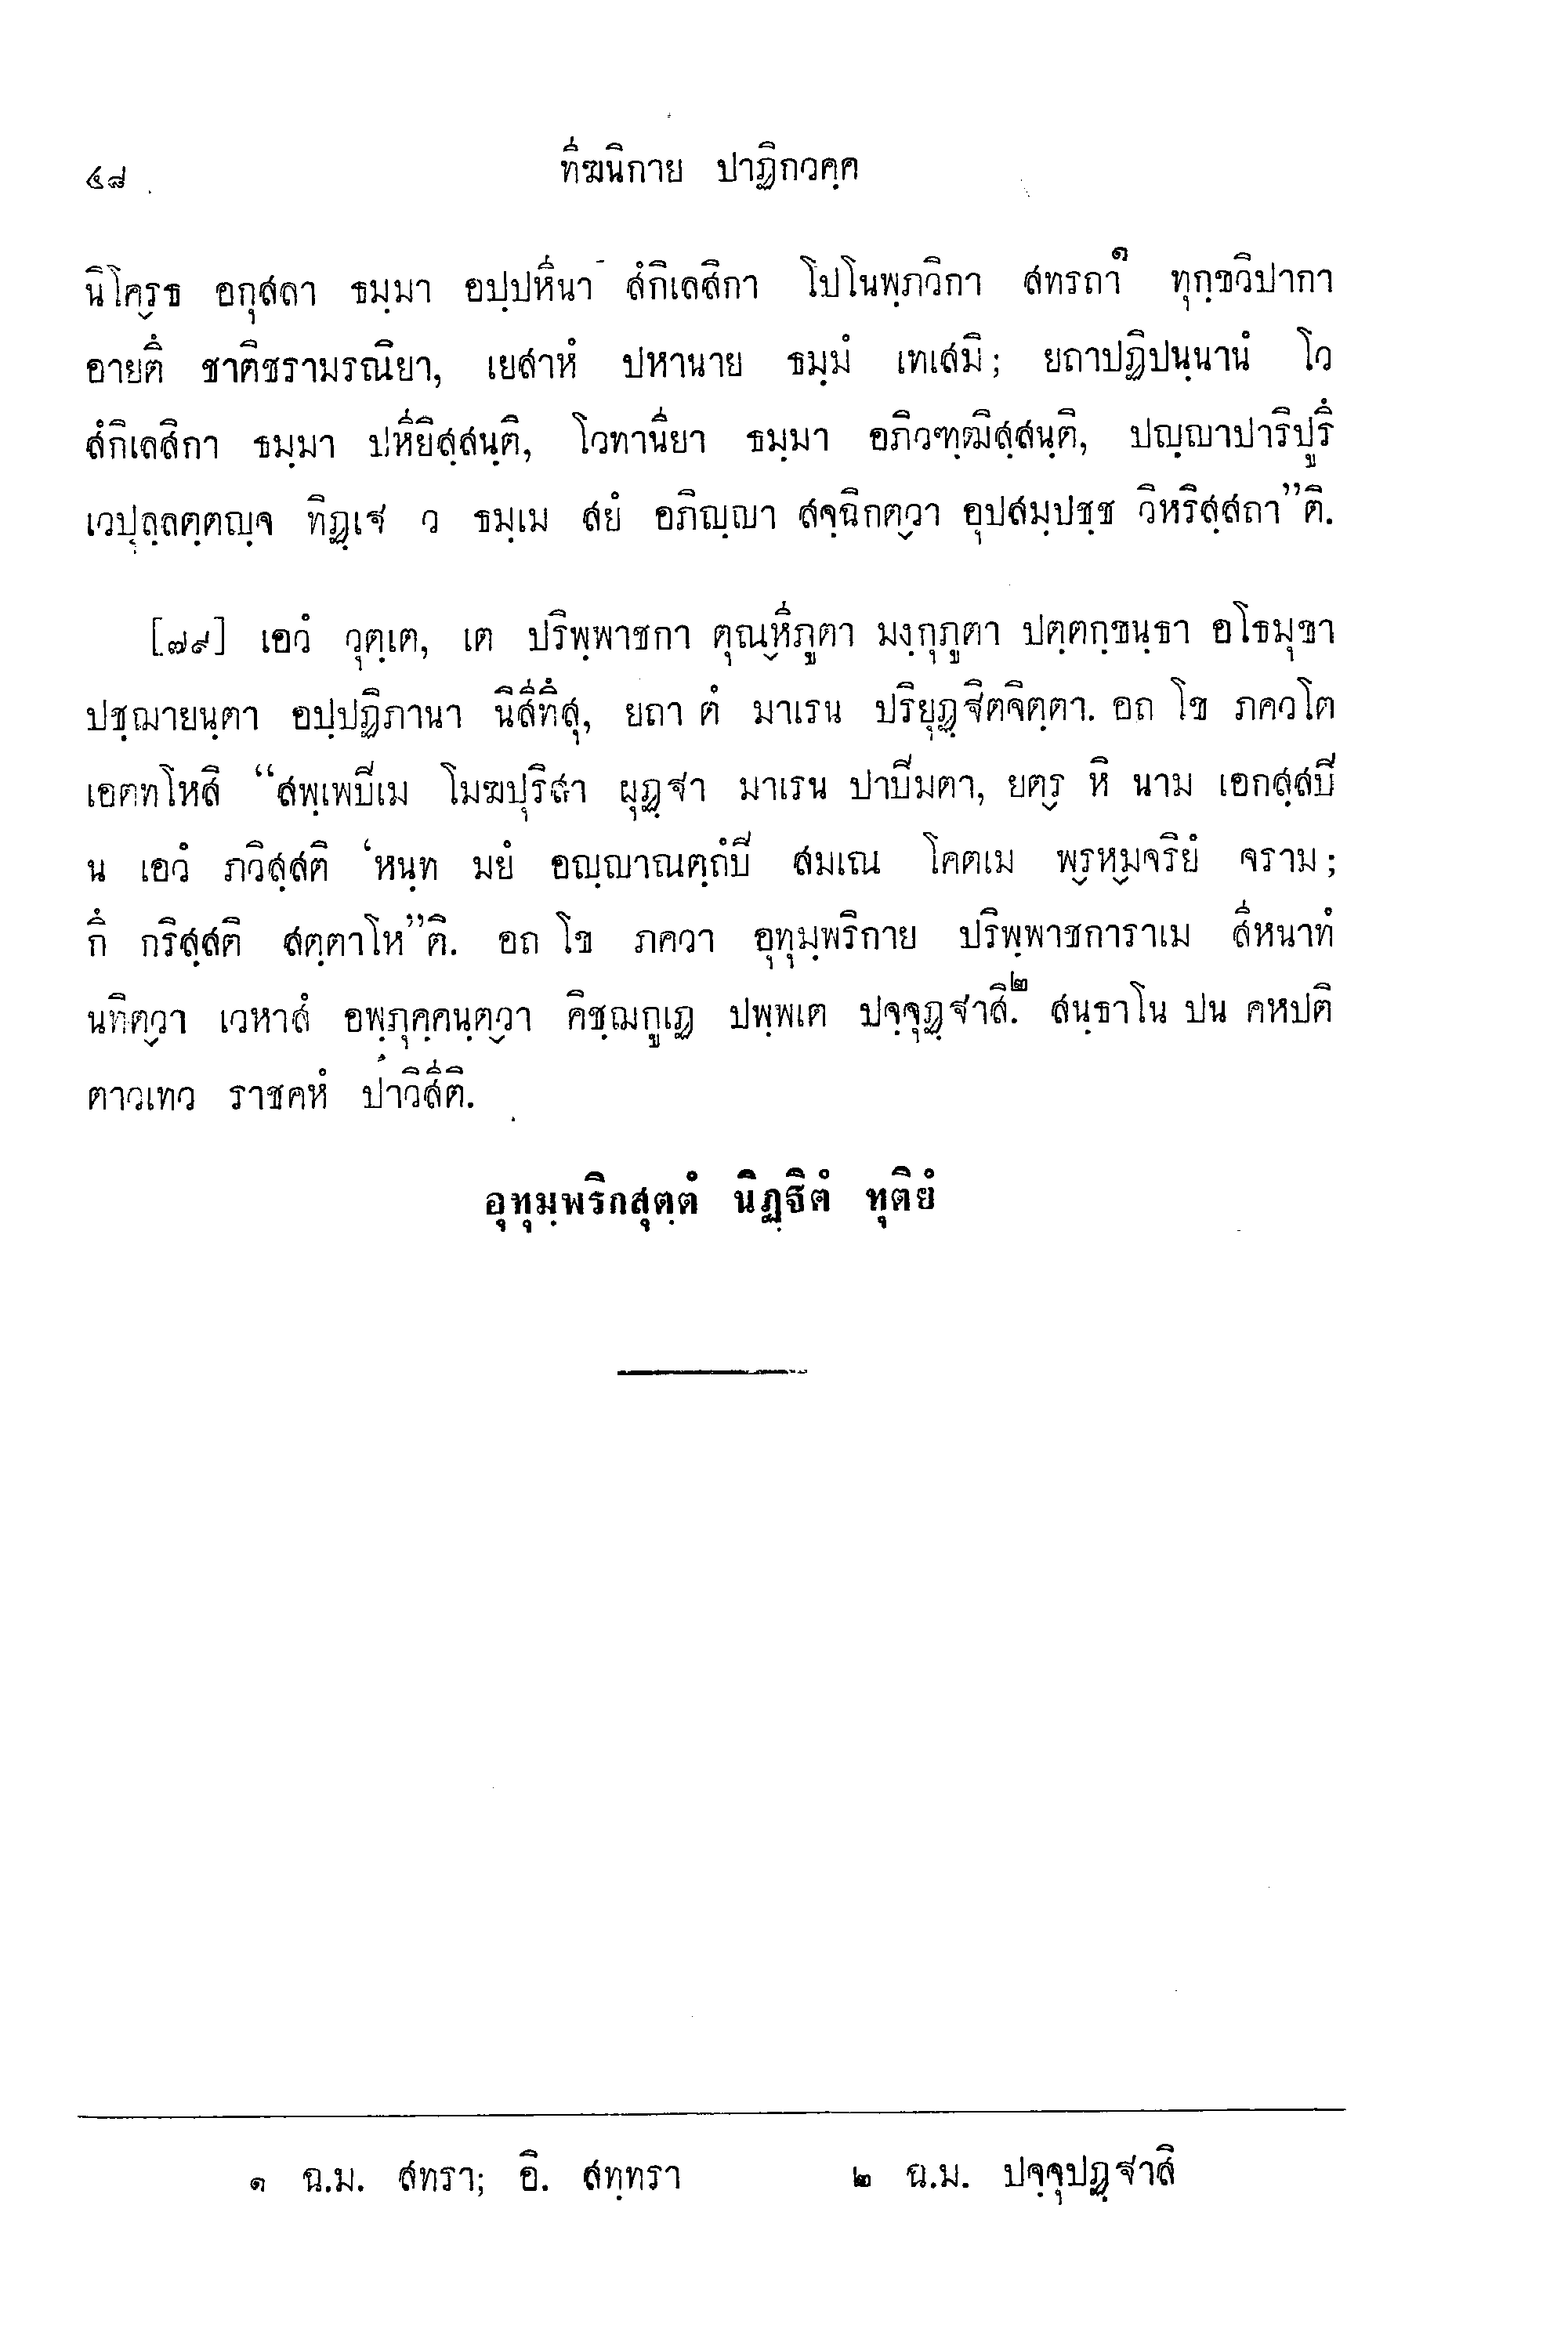 ๔๘ ทีฆนิกาย ปาฏิกวคฺค
นิโคฺรธ อกุสลา ธมฺมา อปฺปหีนา สํกิเลสิกา โปโนพฺภวิกา สทรถา๑ ทุกฺขวิปากา
อายตึ ชาติชรามรณิยา, เยสาหํ ปหานาย ธมฺมํ เทเสมิ; ยถาปฏิปนฺนานํ โว
สํกิเลสิกา ธมฺมา ปหียิสฺสนฺติ, โวทานียา ธมฺมา อภิวฑฺฒิสฺสนฺติ, ปญฺญาปาริปูรึ
เวปุลฺลตฺตญฺจ ทิฏฺเฐ ว ธมฺเม สยํ อภิญฺญา สจฺฉิกตฺวา อุปสมฺปชฺช วิหริสฺสถา”ติ.
[๗๙] เอวํ วุตฺเต, เต ปริพฺพาชกา ตุณฺหีภูตา มงฺกุภูตา ปตฺตกฺขนฺธา อโธมุขา
ปชฺฌายนฺตา อปฺปฏิภานา นิสีทึสุ, ยถา ตํ มาเรน ปริยุฏฺฐิตจิตฺตา. อถ โข ภควโต
เอตทโหสิ “สพฺเพปีเม โมฆปุริสา ผุฏฺฐา มาเรน ปาปีมตา, ยตฺร หิ นาม เอกสฺสปี
น เอวํ ภวิสฺสติ ‘หนฺท มยํ อญฺญาณตฺถํปี สมเณ โคตเม พฺรหฺมจริยํ จราม;
กึ กริสฺสติ สตฺตาโห”ติ. อถ โข ภควา อุทุมฺพริกาย ปริพฺพาชการาเม สีหนาทํ
นทิตฺวา เวหาสํ อพฺภุคฺคนฺตฺวา คิชฺฌกูเฏ ปพฺพเต ปจฺจุฏฺฐาสิ.๒ สนฺธาโน ปน คหปติ
ตาวเทว ราชคหํ ปาวิสีติ.
อุทุมฺพริกสุตฺตํ นิฏฺฐิตํ ทุติยํ
๑ ฉ.ม. สทรา; อิ. สทฺทรา ๒ ฉ.ม. ปจฺจุปฏฺฐาสิ